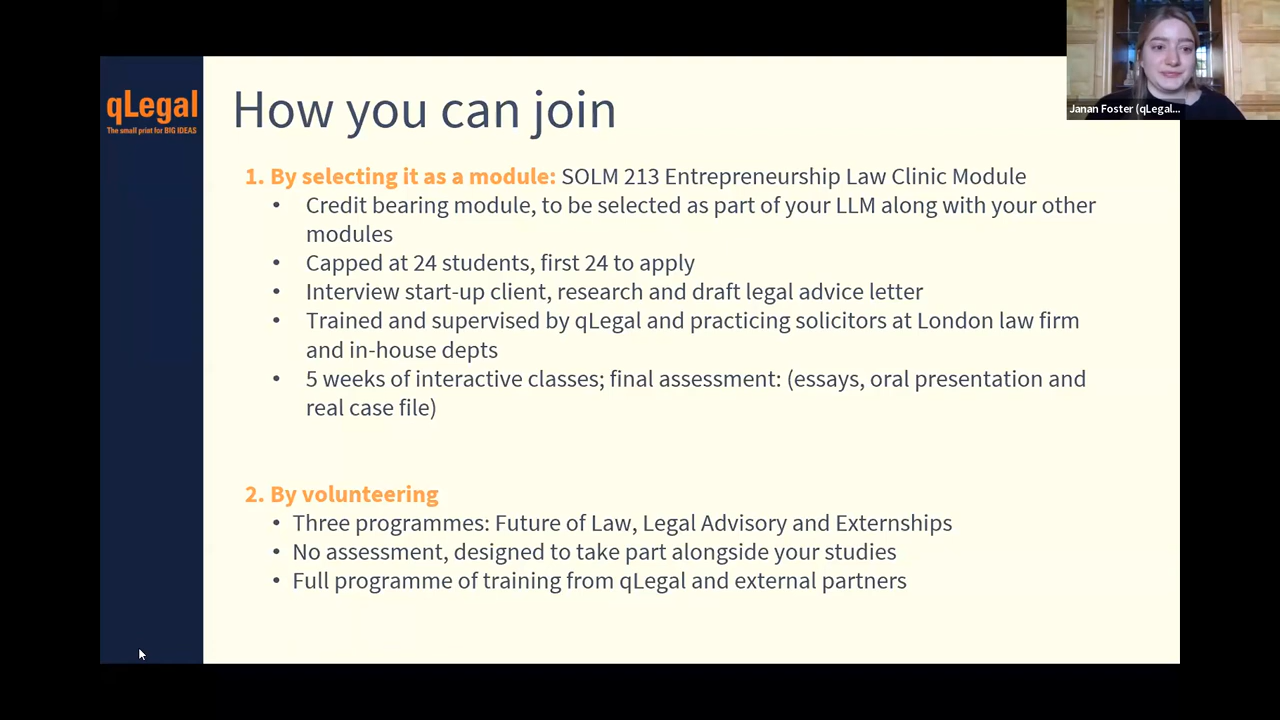 qLegal
The small print for BIG IDEAS
How you can join
Janan Foster (qLegal...
1. By selecting it as a module: SOLM 213 Entrepreneurship Law Clinic Module
• Credit bearing module, to be selected as part of your LLM along with your other
modules
• Capped at 24 students, first 24 to apply
• Interview start-up client, research and draft legal advice letter
• Trained and supervised by qLegal and practicing solicitors at London law firm
and in-house depts
• 5 weeks of interactive classes; final assessment: (essays, oral presentation and
real case file)
2. By volunteering
• Three programmes: Future of Law, Legal Advisory and Externships
• No assessment, designed to take part alongside your studies
• Full programme of training from qLegal and external partners